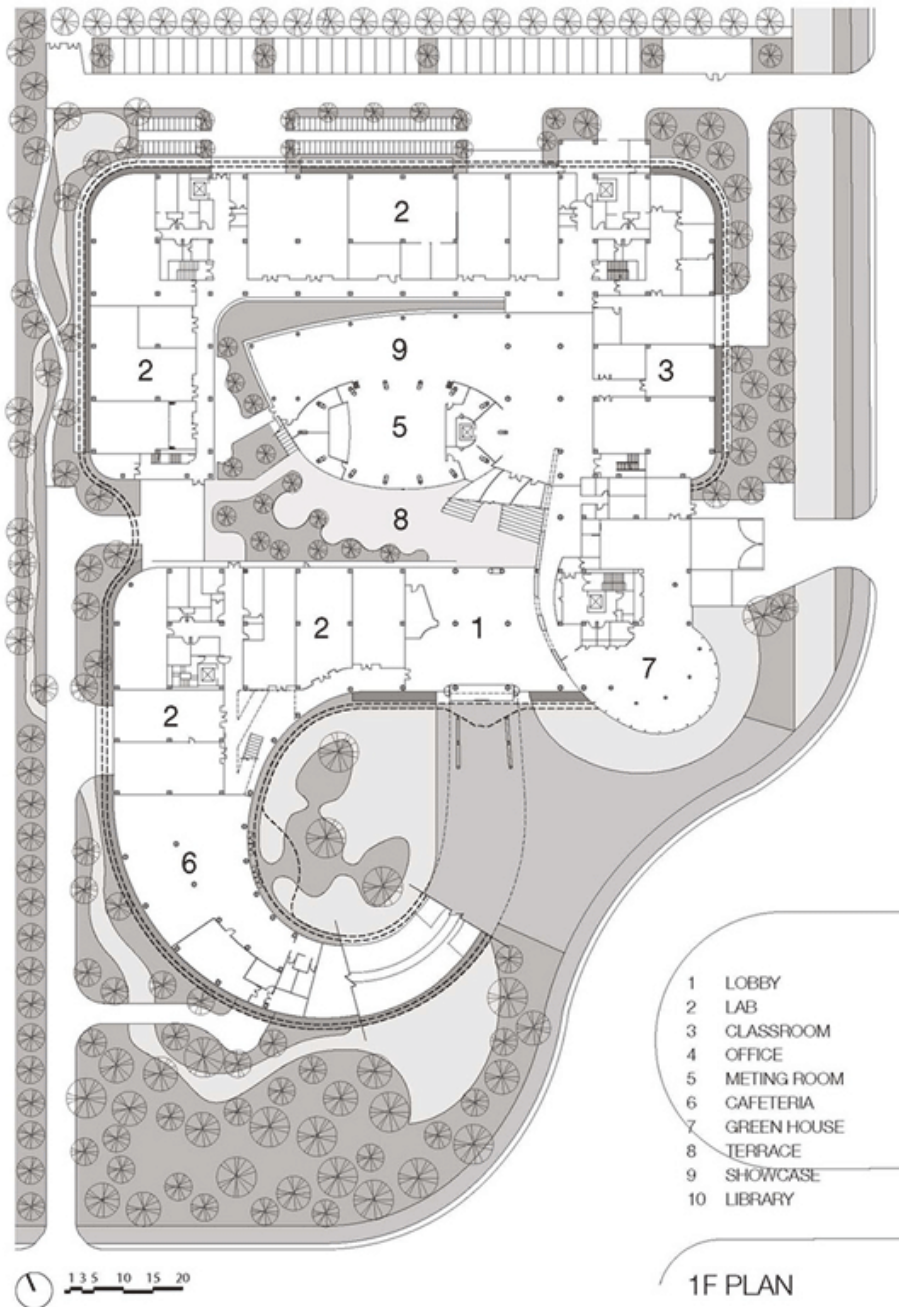 2
2
9
3
5
8
2
1
7
2
6
1 LOBBY
2 LAB
3 CLASSROOM
4 OFFICE
5 METING ROOM
6 CAFETERIA
7 GREEN HOUSE
8 TERRACE
9 SHOWCASE
10 LIBRARY
1 3 5 10 15 20
1F PLAN